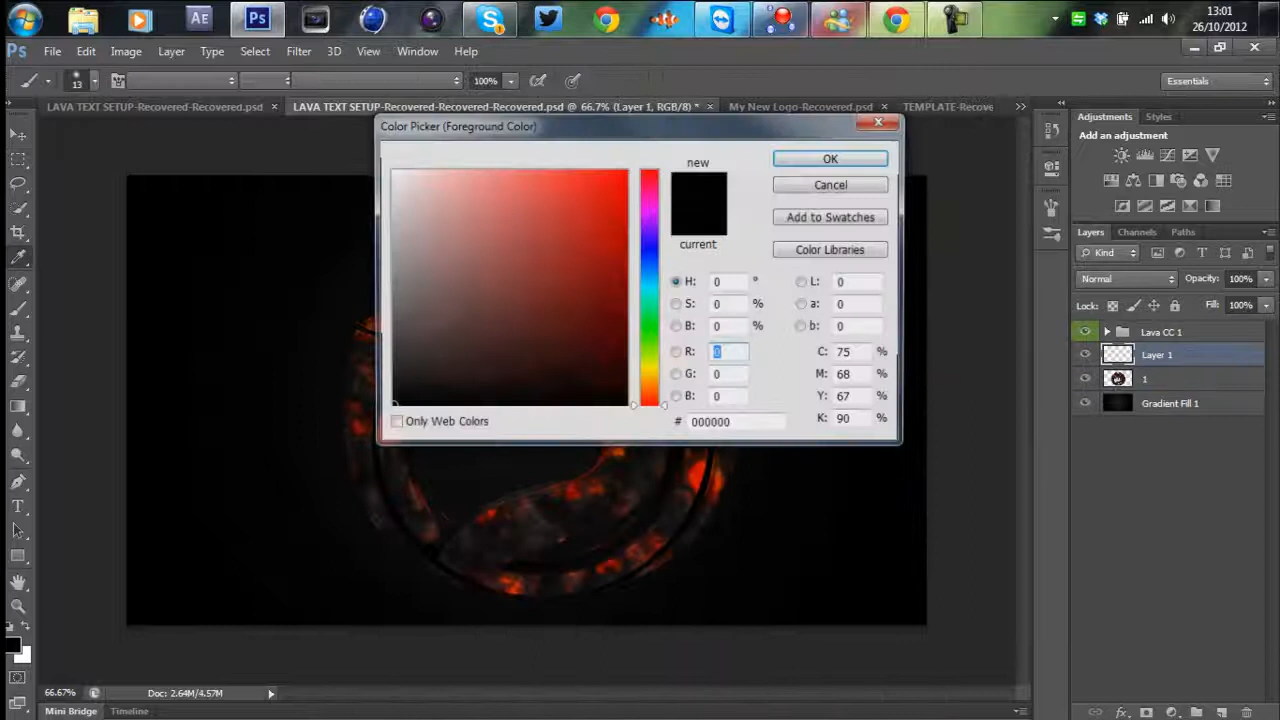 13:01
26/10/2012
Ae
Ps
File Edit Image Layer Type Select Filter 3D View Window Help
13
100%
Essentials
LAVA TEXT SETUP-Recovered-Recovered.psd ×
LAVA TEXT SETUP-Recovered-Recovered-Recovered.psd @ 66.7% (Layer 1, RGB/8) * ×
My New Logo-Recovered.psd ×
TEMPLATE-Recove
Color Picker (Foreground Color)
new
current
OK
Cancel
Add to Swatches
Color Libraries
H: 0 °
S: 0 %
B: 0 %
R: 0
G: 0
B: 0
L: 0
a: 0
b: 0
C: 75 %
M: 68 %
Y: 67 %
K: 90 %
# 000000
Only Web Colors
Adjustments Styles
Add an adjustment
Layers Channels Paths
Kind
Normal Opacity: 100%
Lock: Fill: 100%
Lava CC 1
Layer 1
1
Gradient Fill 1
66.67% Doc: 2.64M/4.57M
Mini Bridge Timeline